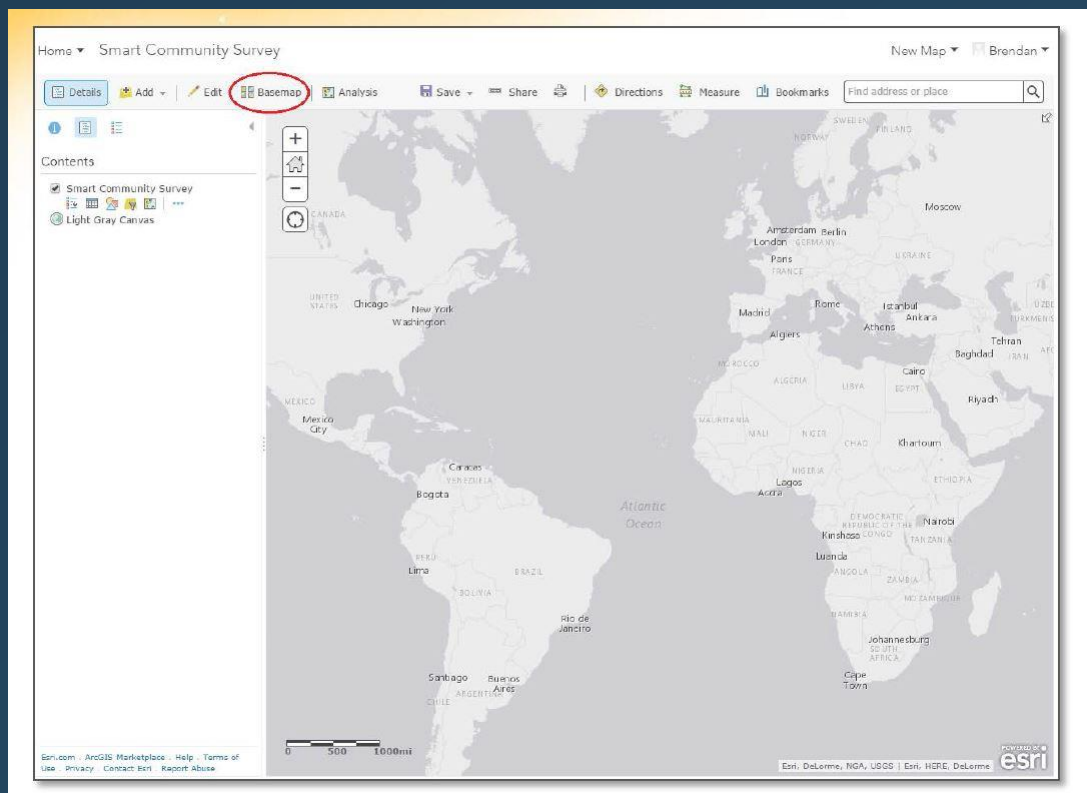 Home ▾ Smart Community Survey
New Map ▾ Brendan ▾
Details Add Edit Basemap Analysis Save Share Directions Measure Bookmarks Find address or place
Contents
Smart Community Survey
Light Gray Canvas
SWEDEN
FINLAND
NORWAY
Moscow
CANADA
Amsterdam Berlin
London GERMANY
Paris
UKRAINE
FRANCE
UNITED
STATES
Chicago
New York
Washington
Madrid
Rome
Istanbul
Ankara
Athens
TURKMENIS
Algiers
Tehran
Baghdad
IRAN
MOROCCO
Cairo
ALGERIA
LIBYA
EGYPT
Riyadh
MEXICO
Mexico
City
MAURITANIA
MALI
NIGER
CHAD
Khartoum
Caracas
VENEZUELA
NIGERIA
Lagos
Accra
ETHIOPIA
Bogota
Atlantic
Ocean
DEMOCRATIC
REPUBLIC OF THE
CONGO
Nairobi
Kinshasa
TANZANIA
Luanda
PERU
Lima
BRAZIL
ANGOLA
ZAMBIA
BOLIVIA
MOZAMBIQUE
NAMIBIA
Rio de
Janeiro
Johannesburg
SOUTH
AFRICA
Santiago
Buenos
Aires
Cape
Town
ARGENTINA
CHILE
0 500 1000mi
Esri.com . ArcGIS Marketplace . Help . Terms of
Use . Privacy . Contact Esri . Report Abuse
Esri, DeLorme, NGA, USGS | Esri, HERE, DeLorme
POWERED BY
esri